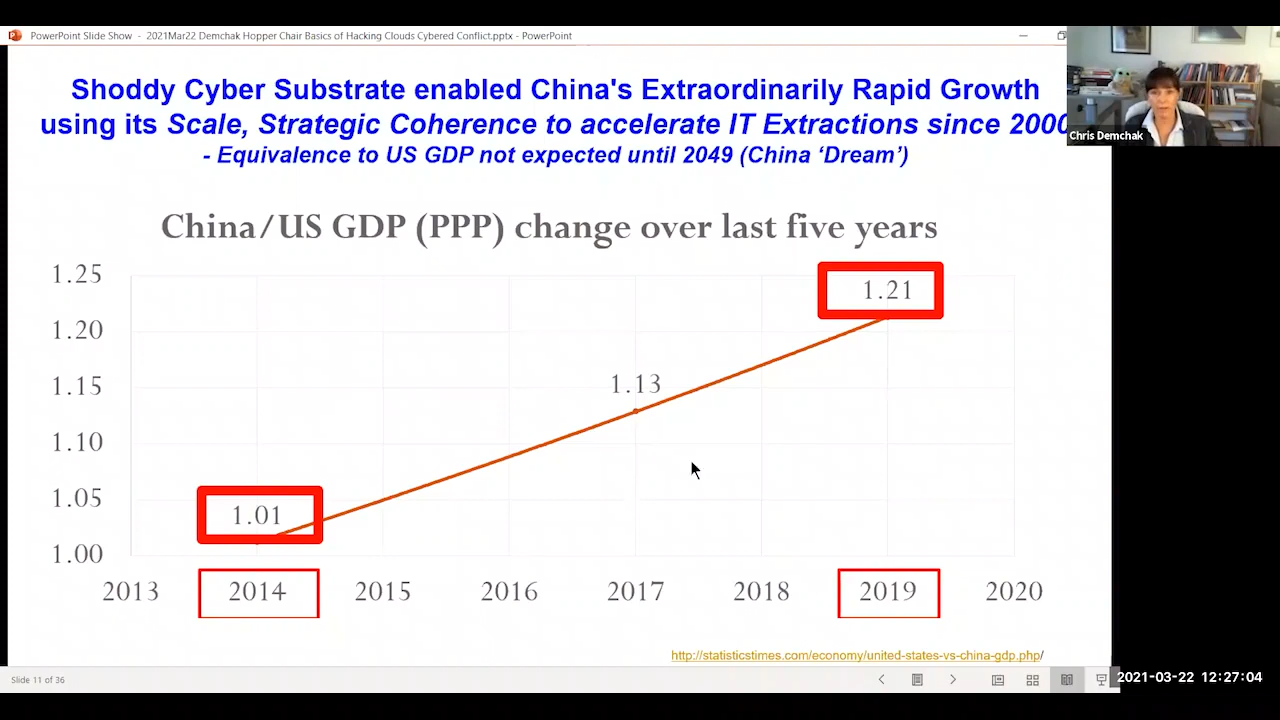 PowerPoint Slide Show - 2021Mar22 Demchak Hopper Chair Basics of Hacking Clouds Cybered Conflict.pptx - PowerPoint
Shoddy Cyber Substrate enabled China's Extraordinarily Rapid Growth
using its Scale, Strategic Coherence to accelerate IT Extractions since 2000
- Equivalence to US GDP not expected until 2049 (China ‘Dream’)
Chris Demchak
China/US GDP (PPP) change over last five years
1.25
1.21
1.20
1.15
1.13
1.10
1.05
1.01
1.00
2013 2014 2015 2016 2017 2018 2019 2020
http://statisticstimes.com/economy/united-states-vs-china-gdp.php/
Slide 11 of 36
2021-03-22 12:27:04